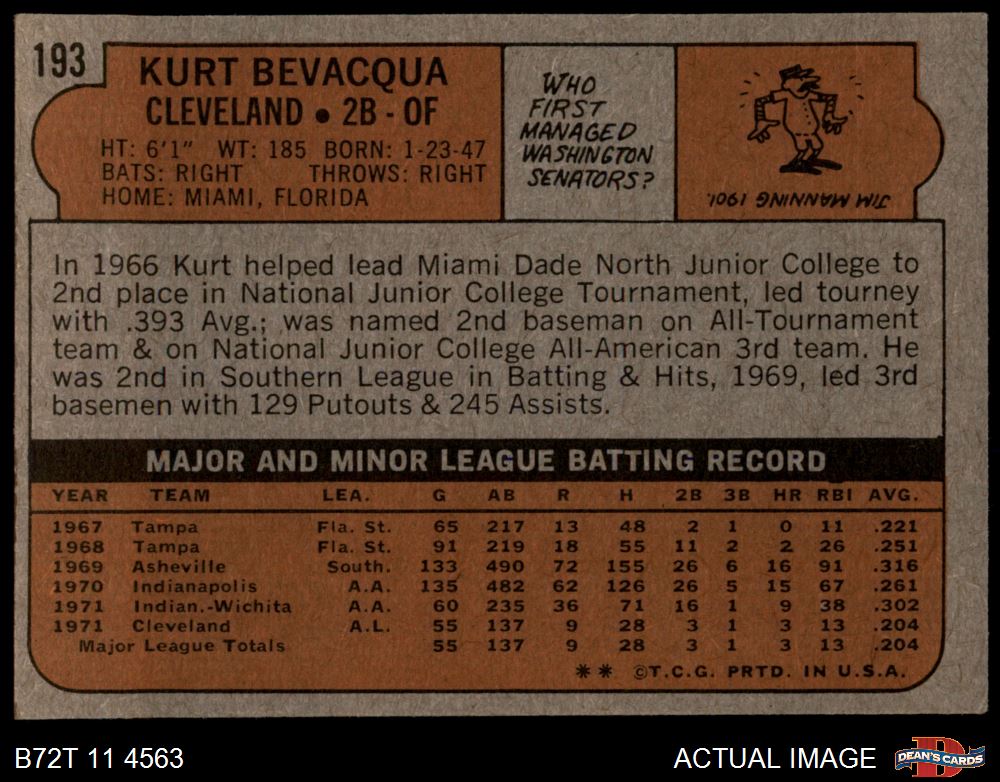 193
KURT BEVACQUA
CLEVELAND • 2B - OF
HT: 6'1" WT: 185 BORN: 1-23-47
BATS: RIGHT THROWS: RIGHT
HOME: MIAMI, FLORIDA
WHO
FIRST
MANAGED
WASHINGTON
SENATORS?
JIM MANNING 1901.
In 1966 Kurt helped lead Miami Dade North Junior College to
2nd place in National Junior College Tournament, led tourney
with .393 Avg.; was named 2nd baseman on All-Tournament
team & on National Junior College All-American 3rd team. He
was 2nd in Southern League in Batting & Hits, 1969, led 3rd
basemen with 129 Putouts & 245 Assists.
MAJOR AND MINOR LEAGUE BATTING RECORD
YEAR TEAM LEA. G AB R H 2B 3B HR RBI AVG.
1967 Tampa Fla. St. 65 217 13 48 2 1 0 11 .221
1968 Tampa Fla. St. 91 219 18 55 11 2 2 26 .251
1969 Asheville South. 133 490 72 155 26 6 16 91 .316
1970 Indianapolis A.A. 135 482 62 126 26 5 15 67 .261
1971 Indian.-Wichita A.A. 60 235 36 71 16 1 9 38 .302
1971 Cleveland A.L. 55 137 9 28 3 1 3 13 .204
Major League Totals 55 137 9 28 3 1 3 13 .204
** ©T.C.G. PRTD. IN U.S.A.
B72T 11 4563
ACTUAL IMAGE
D
DEAN'S CARDS